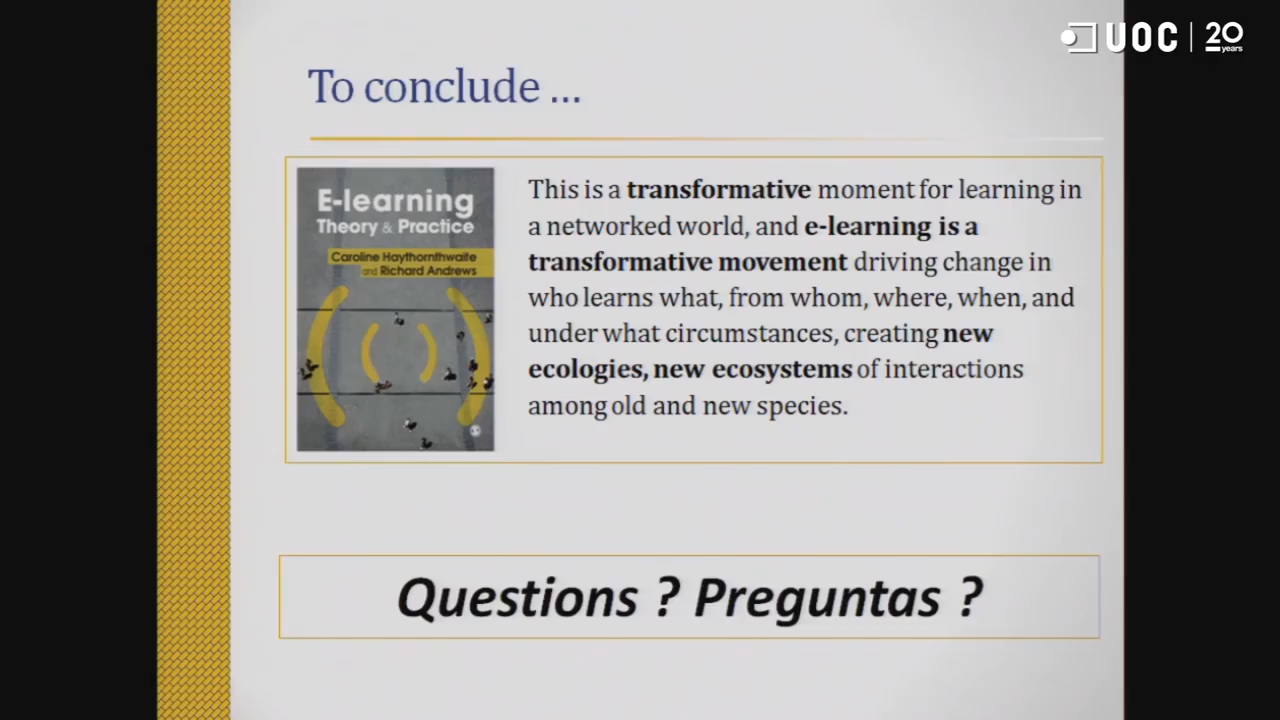 UOC | 20
years
To conclude ...
E-learning
Theory & Practice
Caroline Haythornthwaite
and Richard Andrews
This is a transformative moment for learning in
a networked world, and e-learning is a
transformative movement driving change in
who learns what, from whom, where, when, and
under what circumstances, creating new
ecologies, new ecosystems of interactions
among old and new species.
Questions ? Preguntas ?